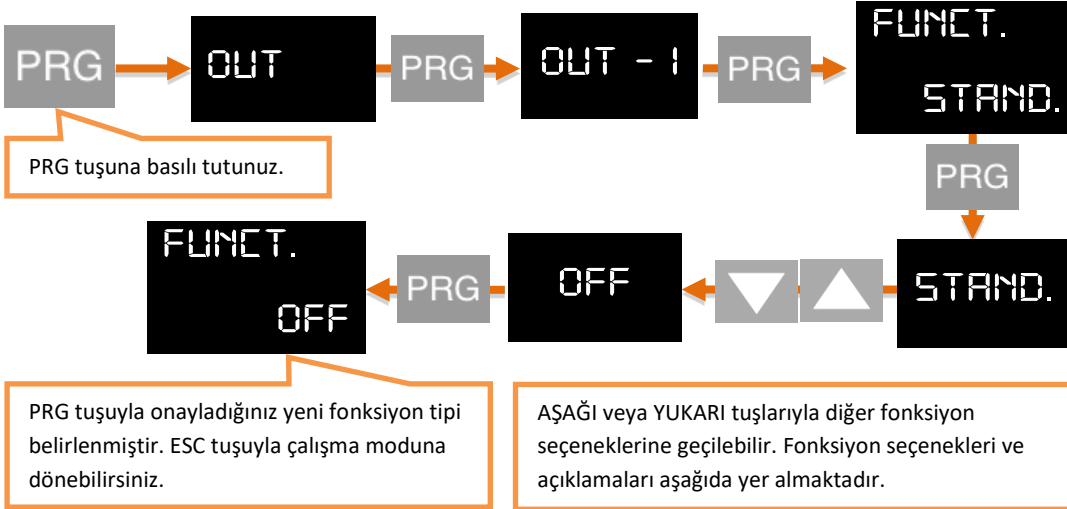 PRG
OUT
PRG
OUT - 1
PRG
FUNCT.
STAND.
PRG tuşuna basılı tutunuz.
PRG
STAND.
OFF
PRG
FUNCT.
OFF
PRG tuşuyla onayladığınız yeni fonksiyon tipi
belirlenmiştir. ESC tuşuyla çalışma moduna
dönebilirsiniz.
AŞAĞI veya YUKARI tuşlarıyla diğer fonksiyon
seçeneklerine geçilebilir. Fonksiyon seçenekleri ve
açıklamaları aşağıda yer almaktadır.